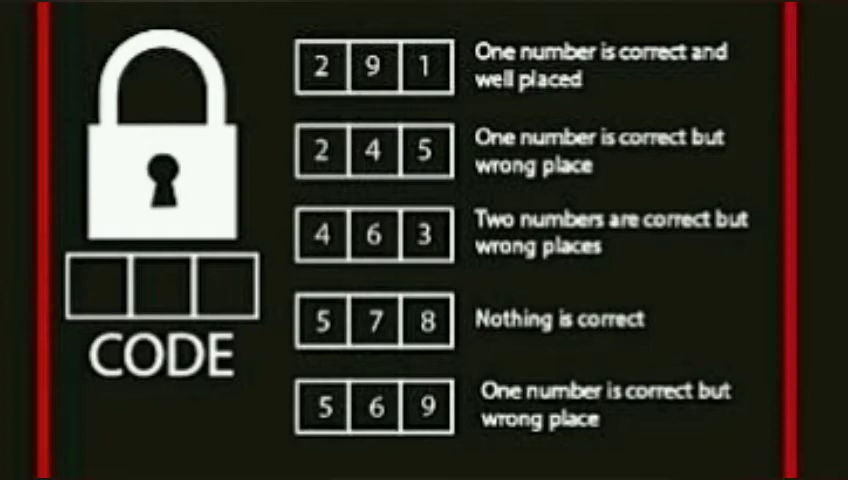 2 9 1
One number is correct and
well placed
2 4 5
One number is correct but
wrong place
4 6 3
Two numbers are correct but
wrong places
5 7 8
Nothing is correct
5 6 9
One number is correct but
wrong place
CODE